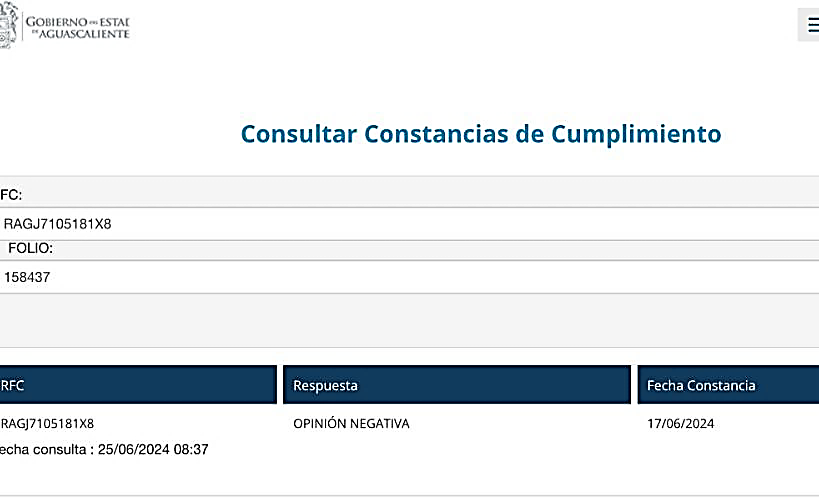 GOBIERNO DEL ESTAD
DE AGUASCALIENTE
Consultar Constancias de Cumplimiento
FC:
RAGJ7105181X8
FOLIO:
158437
RFC Respuesta Fecha Constancia
RAGJ7105181X8 OPINIÓN NEGATIVA 17/06/2024
echa consulta : 25/06/2024 08:37